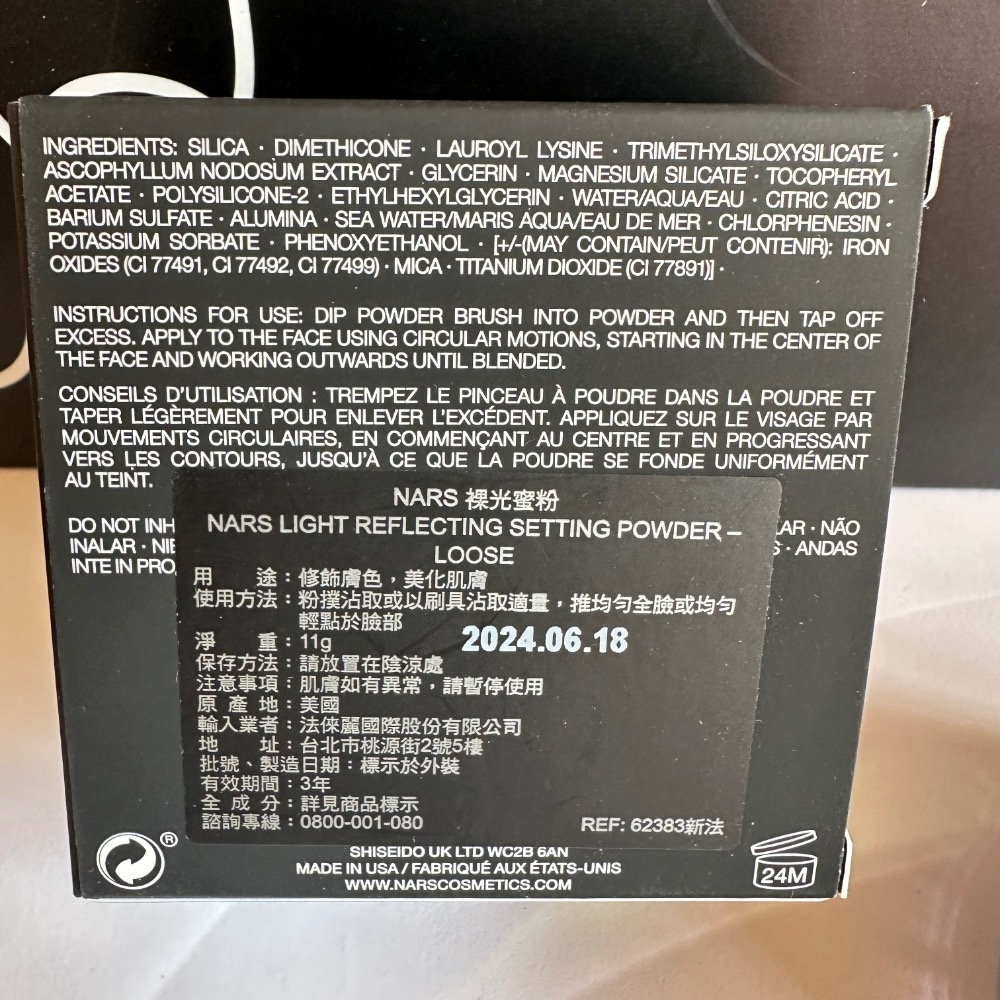 INGREDIENTS: SILICA · DIMETHICONE · LAUROYL LYSINE · TRIMETHYLSILOXYSILICATE ·
ASCOPHYLLUM NODOSUM EXTRACT · GLYCERIN · MAGNESIUM SILICATE · TOCOPHERYL
ACETATE · POLYSILICONE-2 · ETHYLHEXYLGLYCERIN · WATER/AQUA/EAU · CITRIC ACID ·
BARIUM SULFATE · ALUMINA · SEA WATER/MARIS AQUA/EAU DE MER · CHLORPHENESIN ·
POTASSIUM SORBATE · PHENOXYETHANOL · [+/-(MAY CONTAIN/PEUT CONTENIR): IRON
OXIDES (CI 77491, CI 77492, CI 77499) · MICA · TITANIUM DIOXIDE (CI 77891)] ·
INSTRUCTIONS FOR USE: DIP POWDER BRUSH INTO POWDER AND THEN TAP OFF
EXCESS. APPLY TO THE FACE USING CIRCULAR MOTIONS, STARTING IN THE CENTER OF
THE FACE AND WORKING OUTWARDS UNTIL BLENDED.
CONSEILS D'UTILISATION : TREMPEZ LE PINCEAU À POUDRE DANS LA POUDRE ET
TAPER LÉGÈREMENT POUR ENLEVER L'EXCÉDENT. APPLIQUEZ SUR LE VISAGE PAR
MOUVEMENTS CIRCULAIRES, EN COMMENÇANT AU CENTRE ET EN PROGRESSANT
VERS LES CONTOURS, JUSQU'À CE QUE LA POUDRE SE FONDE UNIFORMÉMENT
AU TEINT.
DO NOT INH LAR · NÃO
INALAR · NIE S · ANDAS
INTE IN PRO
NARS 裸光蜜粉
NARS LIGHT REFLECTING SETTING POWDER –
LOOSE
用 途：修飾膚色，美化肌膚
使用方法：粉撲沾取或以刷具沾取適量，推均勻全臉或均勻
輕點於臉部
淨 重：11g 2024.06.18
保存方法：請放置在陰涼處
注意事項：肌膚如有異常，請暫停使用
原 產 地：美國
輸入業者：法倈麗國際股份有限公司
地 址：台北市桃源街2號5樓
批號、製造日期：標示於外裝
有效期間：3年
全 成 分：詳見商品標示
諮詢專線：0800-001-080 REF: 62383新法
®
SHISEIDO UK LTD WC2B 6AN
MADE IN USA / FABRIQUÉ AUX ÉTATS-UNIS
WWW.NARSCOSMETICS.COM
24M